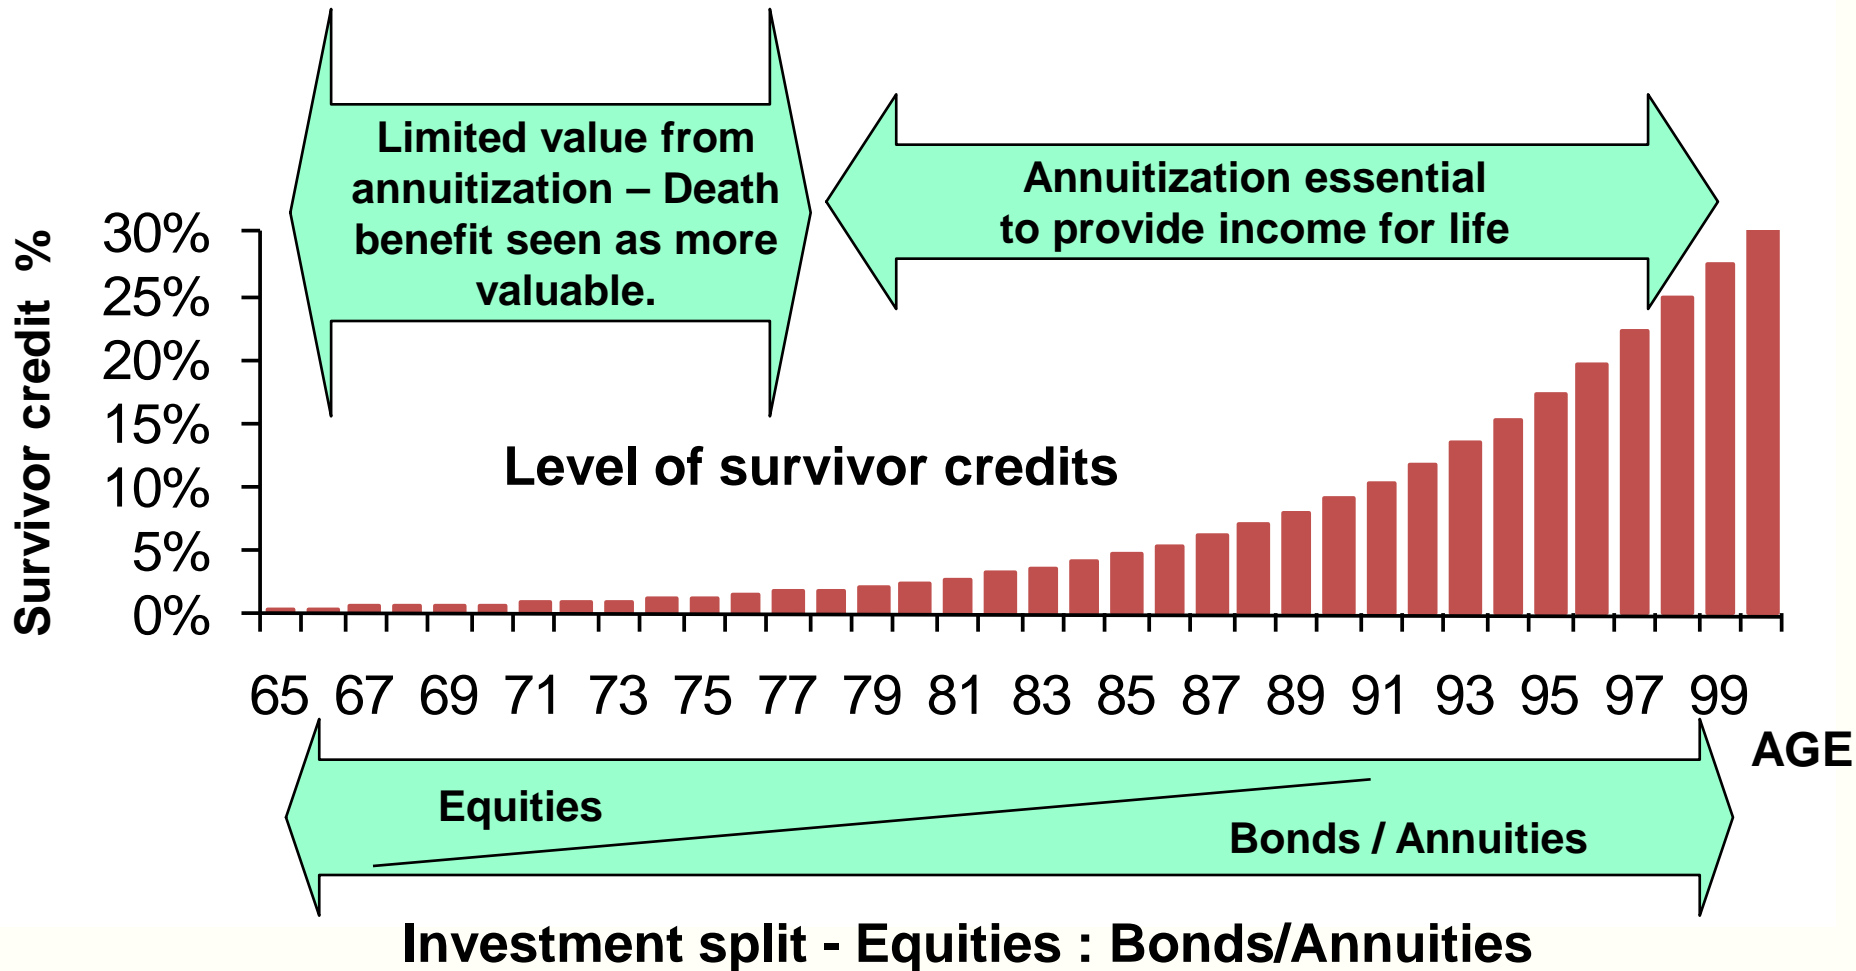 Limited value from
annuitization – Death
benefit seen as more
valuable.
Annuitization essential
to provide income for life
Survivor credit %
30%
25%
20%
15%
10%
5%
0%
Level of survivor credits
65 67 69 71 73 75 77 79 81 83 85 87 89 91 93 95 97 99
AGE
Equities
Bonds / Annuities
Investment split - Equities : Bonds/Annuities